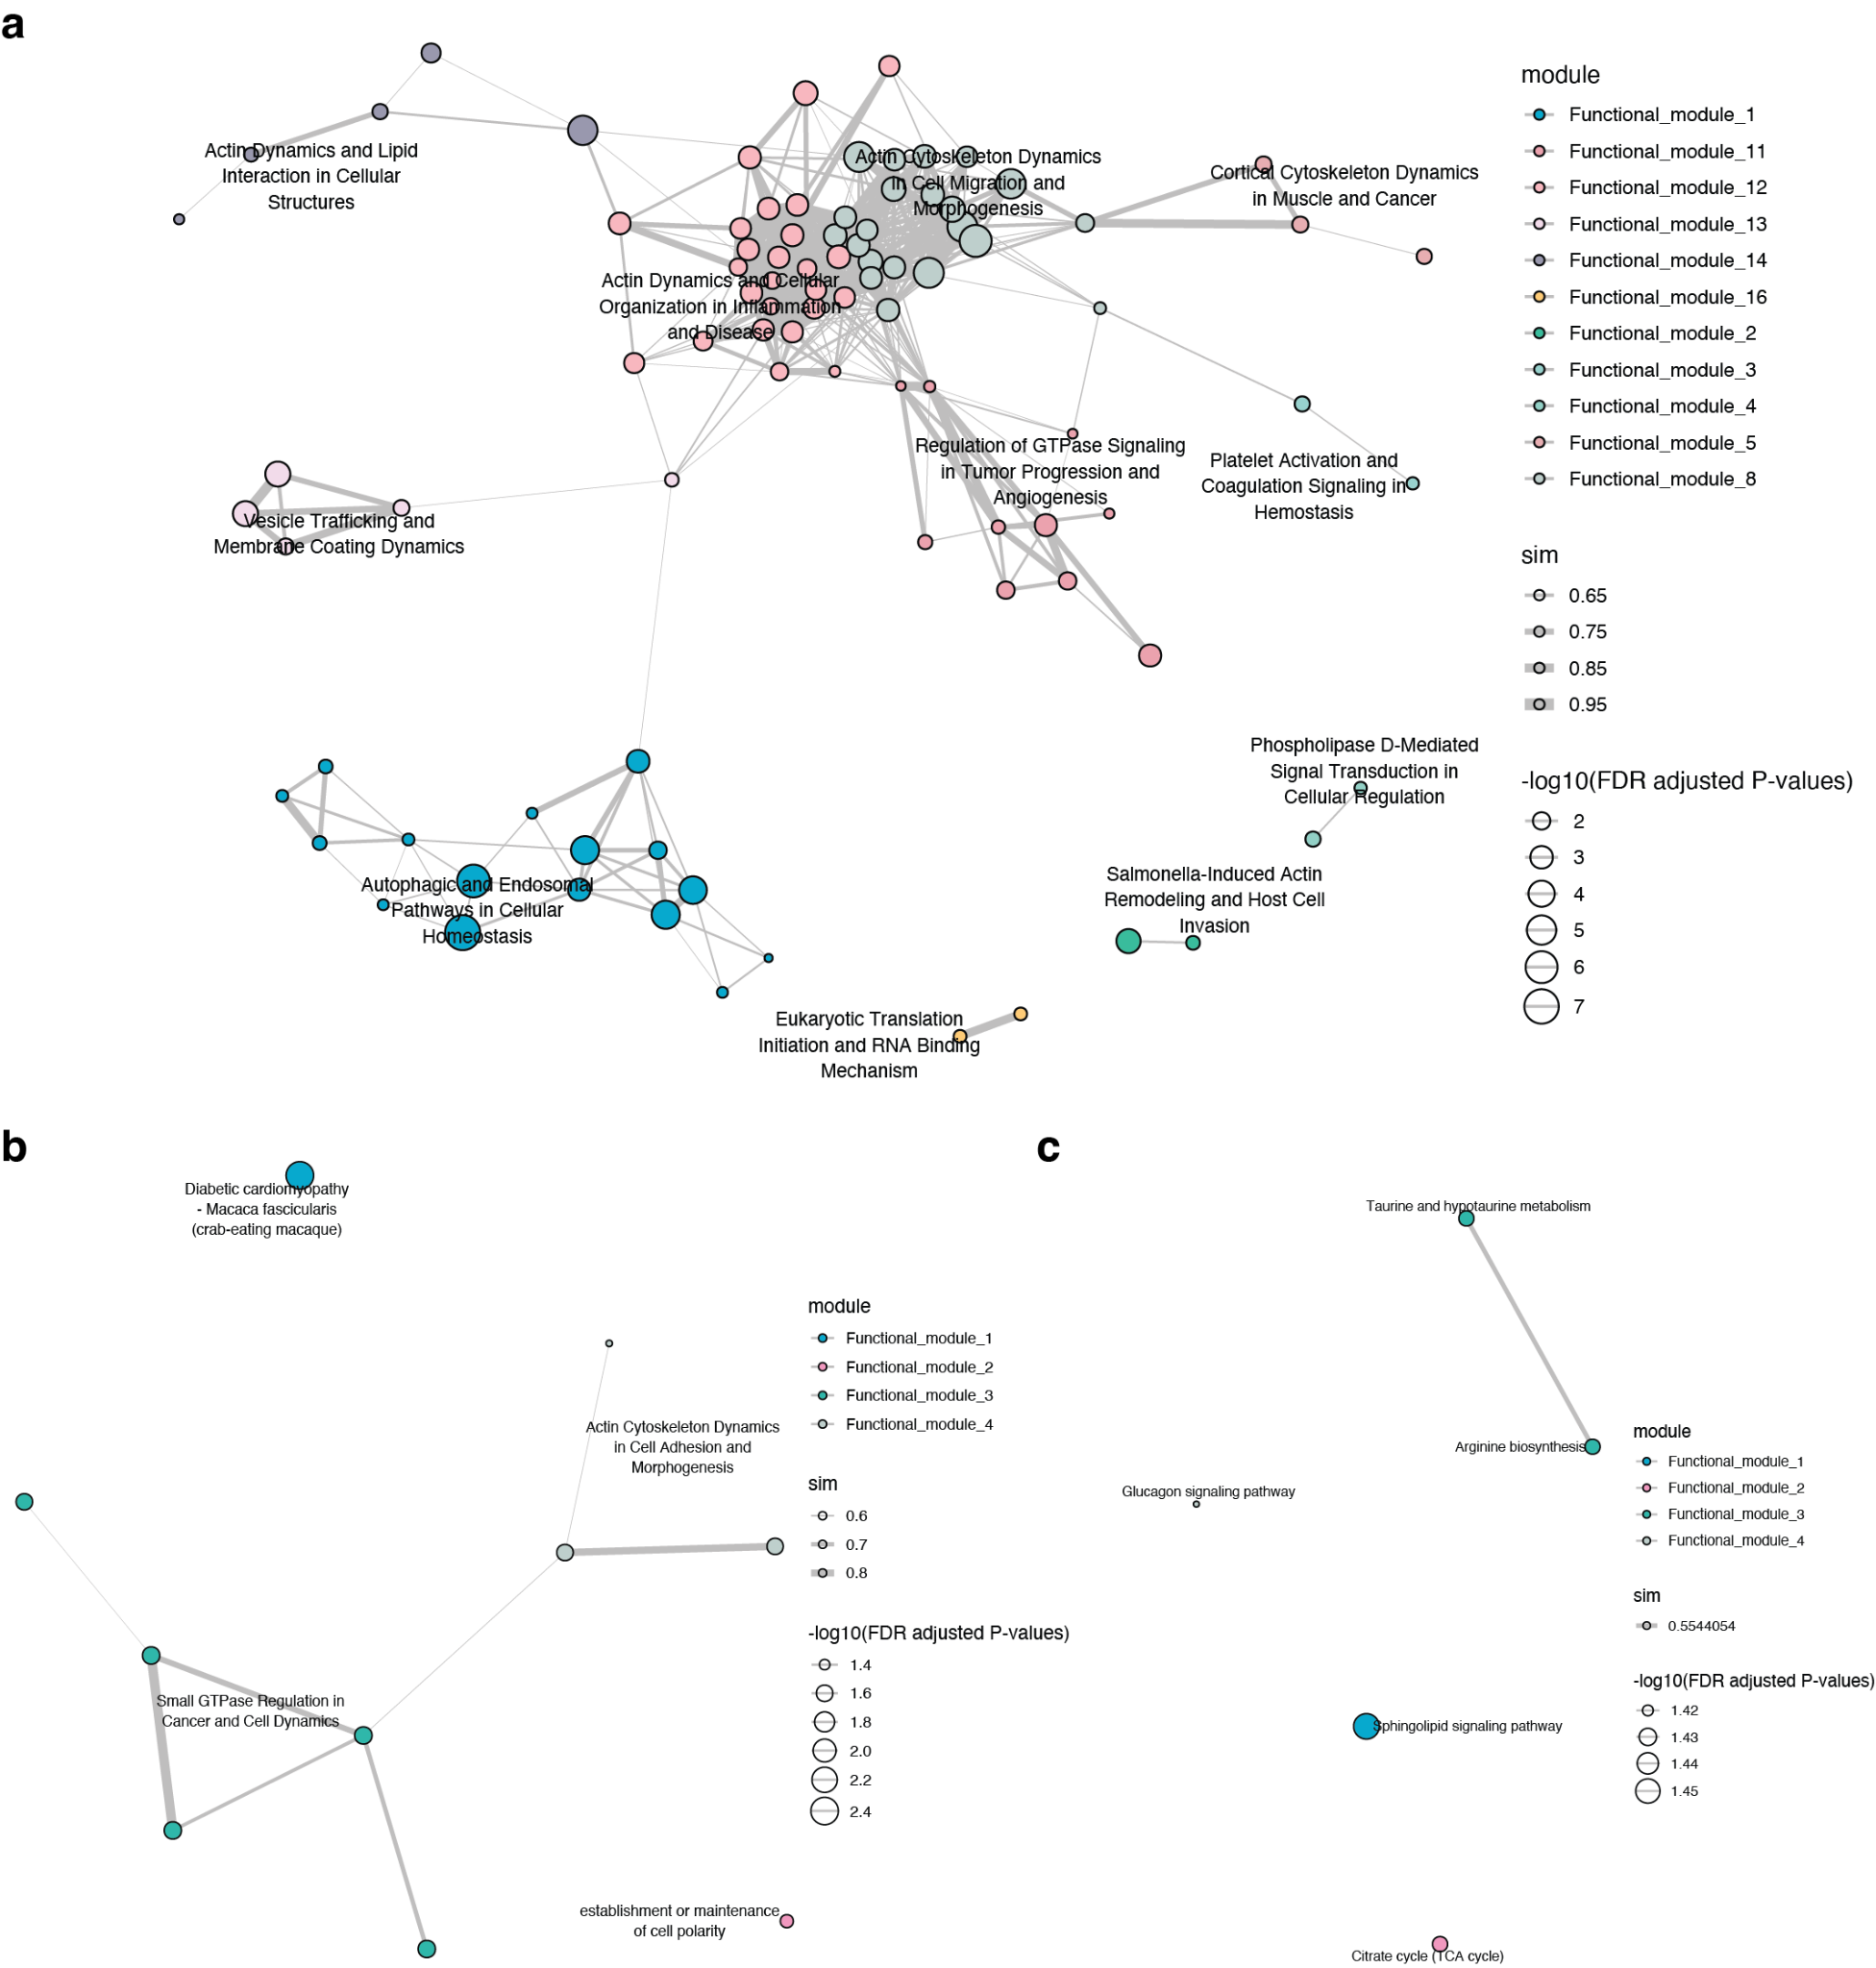 a
Actin Dynamics and Lipid
Interaction in Cellular
Structures
Actin Cytoskeleton Dynamics
in Cell Migration and
Morphogenesis
Cortical Cytoskeleton Dynamics
in Muscle and Cancer
Actin Dynamics and Cellular
Organization in Inflammation
and Disease
Regulation of GTPase Signaling
in Tumor Progression and
Angiogenesis
Platelet Activation and
Coagulation Signaling in
Hemostasis
Vesicle Trafficking and
Membrane Coating Dynamics
Phospholipase D-Mediated
Signal Transduction in
Cellular Regulation
Salmonella-Induced Actin
Remodeling and Host Cell
Invasion
Autophagic and Endosomal
Pathways in Cellular
Homeostasis
Eukaryotic Translation
Initiation and RNA Binding
Mechanism
module
Functional_module_1
Functional_module_11
Functional_module_12
Functional_module_13
Functional_module_14
Functional_module_16
Functional_module_2
Functional_module_3
Functional_module_4
Functional_module_5
Functional_module_8
sim
0.65
0.75
0.85
0.95
-log10(FDR adjusted P-values)
2
3
4
5
6
7
b
Diabetic cardiomyopathy
- Macaca fascicularis
(crab-eating macaque)
Actin Cytoskeleton Dynamics
in Cell Adhesion and
Morphogenesis
Small GTPase Regulation in
Cancer and Cell Dynamics
establishment or maintenance
of cell polarity
module
Functional_module_1
Functional_module_2
Functional_module_3
Functional_module_4
sim
0.6
0.7
0.8
-log10(FDR adjusted P-values)
1.4
1.6
1.8
2.0
2.2
2.4
c
Taurine and hypotaurine metabolism
Arginine biosynthesis
Glucagon signaling pathway
Sphingolipid signaling pathway
Citrate cycle (TCA cycle)
module
Functional_module_1
Functional_module_2
Functional_module_3
Functional_module_4
sim
0.5544054
-log10(FDR adjusted P-values)
1.42
1.43
1.44
1.45